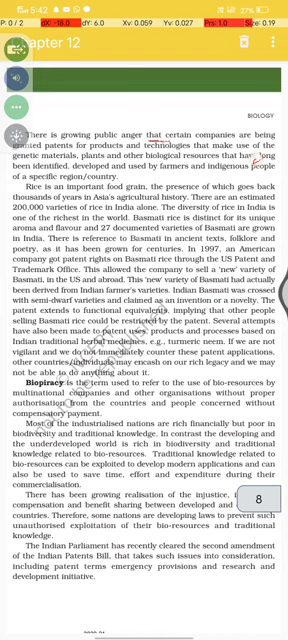 5:42
27%
P: 0 / 2 dX: -18.0 dY: 6.0 Xv: 0.059 Yv: 0.027 Prs: 1.0 Size: 0.19
apter 12
BIOLOGY
There is growing public anger that certain companies are being
granted patents for products and technologies that make use of the
genetic materials, plants and other biological resources that have long
been identified, developed and used by farmers and indigenous people
of a specific region/country.
Rice is an important food grain, the presence of which goes back
thousands of years in Asia's agricultural history. There are an estimated
200,000 varieties of rice in India alone. The diversity of rice in India is
one of the richest in the world. Basmati rice is distinct for its unique
aroma and flavour and 27 documented varieties of Basmati are grown
in India. There is reference to Basmati in ancient texts, folklore and
poetry, as it has been grown for centuries. In 1997, an American
company got patent rights on Basmati rice through the US Patent and
Trademark Office. This allowed the company to sell a 'new' variety of
Basmati, in the US and abroad. This 'new' variety of Basmati had actually
been derived from Indian farmer's varieties. Indian Basmati was crossed
with semi-dwarf varieties and claimed as an invention or a novelty. The
patent extends to functional equivalents, implying that other people
selling Basmati rice could be restricted by the patent. Several attempts
have also been made to patent uses, products and processes based on
Indian traditional herbal medicines, e.g., turmeric neem. If we are not
vigilant and we do not immediately counter these patent applications,
other countries/individuals may encash on our rich legacy and we may
not be able to do anything about it.
Biopiracy is the term used to refer to the use of bio-resources by
multinational companies and other organisations without proper
authorisation from the countries and people concerned without
compensatory payment.
Most of the industrialised nations are rich financially but poor in
biodiversity and traditional knowledge. In contrast the developing and
the underdeveloped world is rich in biodiversity and traditional
knowledge related to bio-resources. Traditional knowledge related to
bio-resources can be exploited to develop modern applications and can
also be used to save time, effort and expenditure during their
commercialisation.
There has been growing realisation of the injustice, i
compensation and benefit sharing between developed and
countries. Therefore, some nations are developing laws to prevent such
unauthorised exploitation of their bio-resources and traditional
knowledge.
8
The Indian Parliament has recently cleared the second amendment
of the Indian Patents Bill, that takes such issues into consideration,
including patent terms emergency provisions and research and
development initiative.